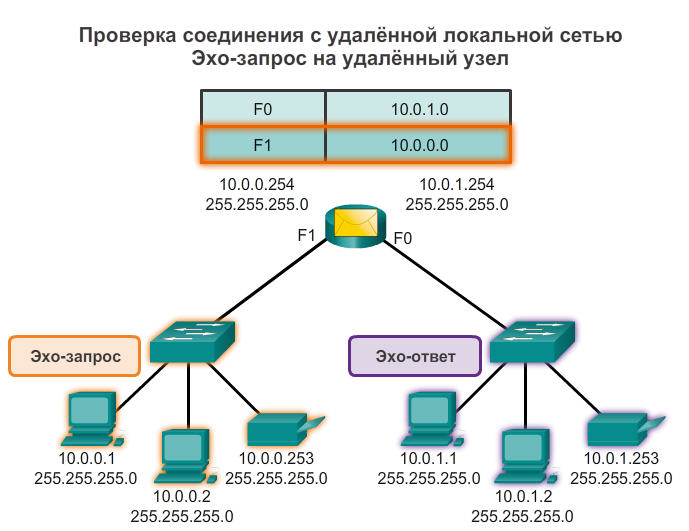 Проверка соединения с удалённой локальной сетью
Эхо-запрос на удалённый узел
F0 10.0.1.0
F1 10.0.0.0
10.0.0.254 10.0.1.254
255.255.255.0 255.255.255.0
F1 F0
Эхо-запрос Эхо-ответ
10.0.0.1 10.0.0.253 10.0.1.1 10.0.1.253
255.255.255.0 255.255.255.0 255.255.255.0 255.255.255.0
10.0.0.2 10.0.1.2
255.255.255.0 255.255.255.0